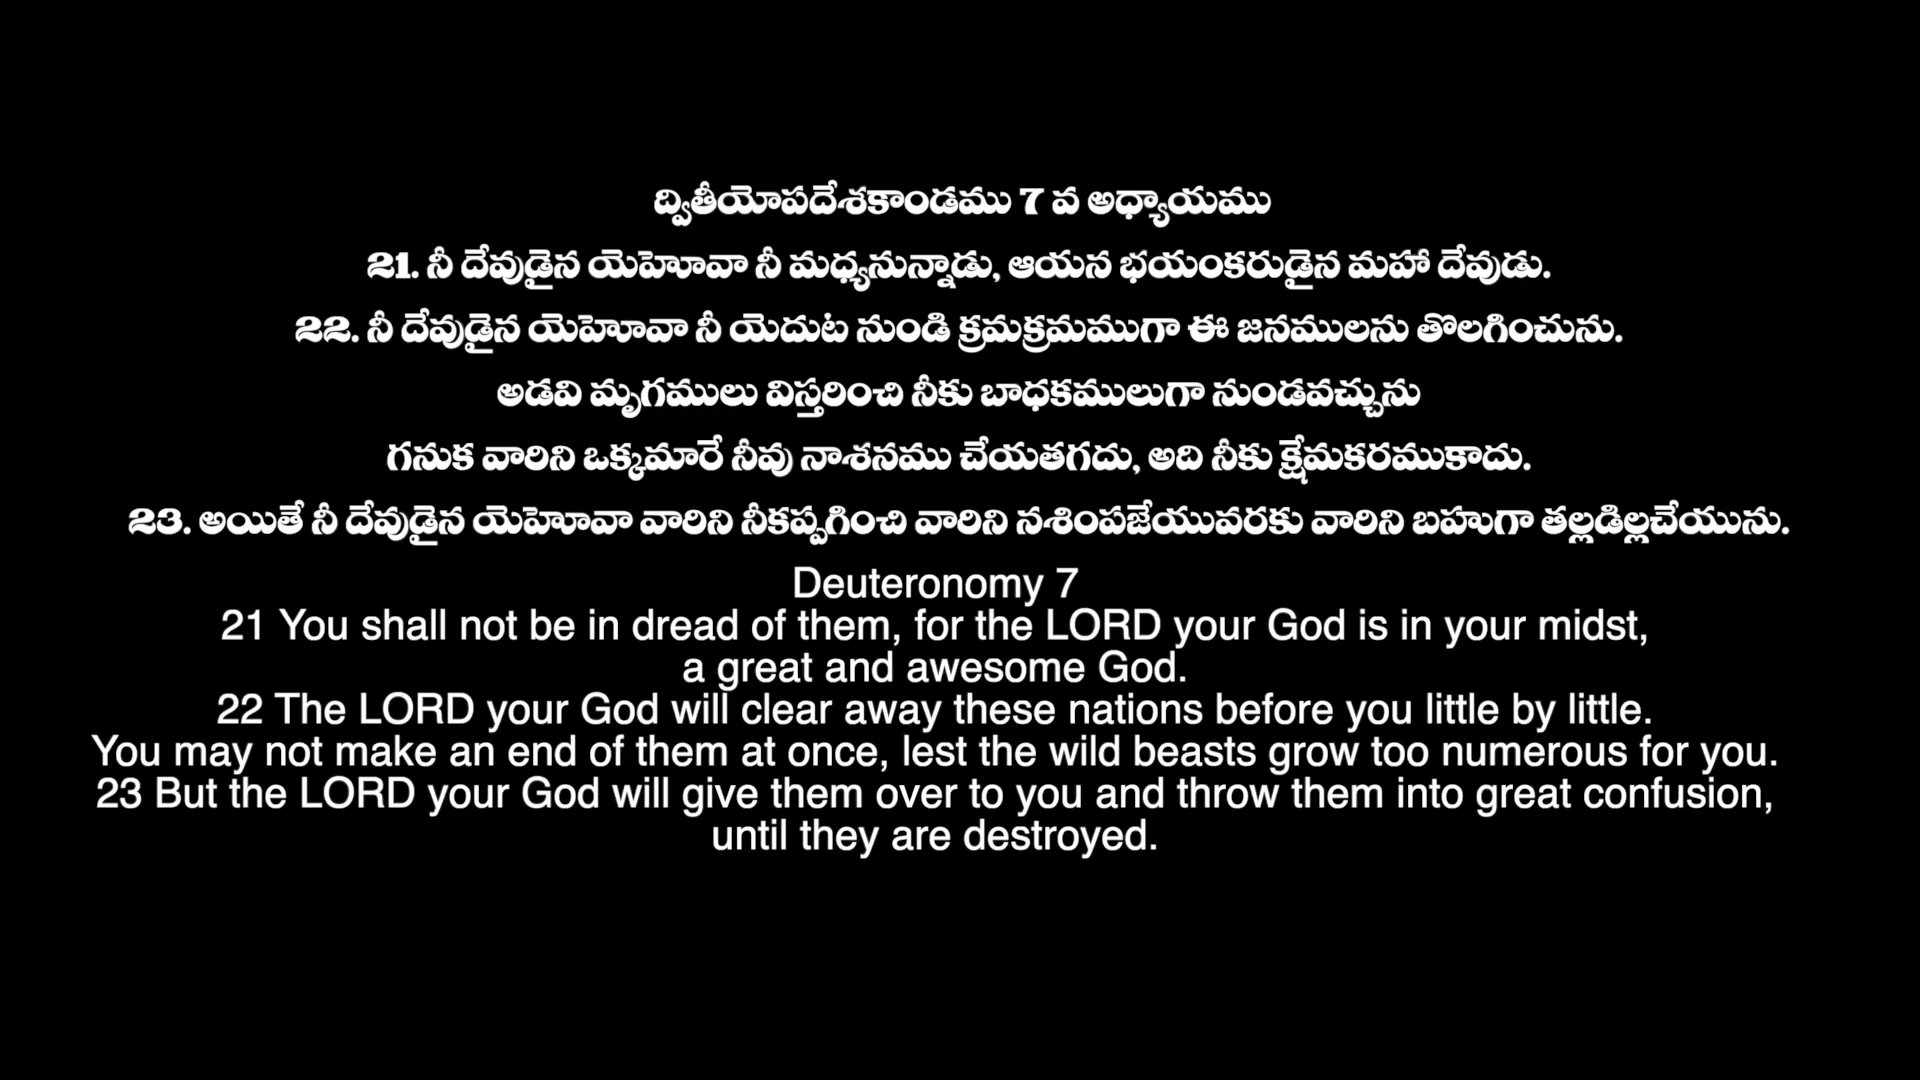 ద్వితీయోపదేశకాండము 7 వ అధ్యాయము
21. నీ దేవుడైన యెహోవా నీ మధ్యనున్నాడు, ఆయన భయంకరుడైన మహా దేవుడు.
22. నీ దేవుడైన యెహోవా నీ యెదుట నుండి క్రమక్రమముగా ఈ జనములను తొలగించును.
అడవి మృగములు విస్తరించి నీకు బాధకములుగా నుండవచ్చును
గనుక వారిని ఒక్కమారే నీవు నాశనము చేయతగదు, అది నీకు క్షేమకరముకాదు.
23. అయితే నీ దేవుడైన యెహోవా వారిని నీకప్పగించి వారిని నశింపజేయువరకు వారిని బహుగా తల్లడిల్లచేయును.
Deuteronomy 7
21 You shall not be in dread of them, for the LORD your God is in your midst,
a great and awesome God.
22 The LORD your God will clear away these nations before you little by little.
You may not make an end of them at once, lest the wild beasts grow too numerous for you.
23 But the LORD your God will give them over to you and throw them into great confusion,
until they are destroyed.